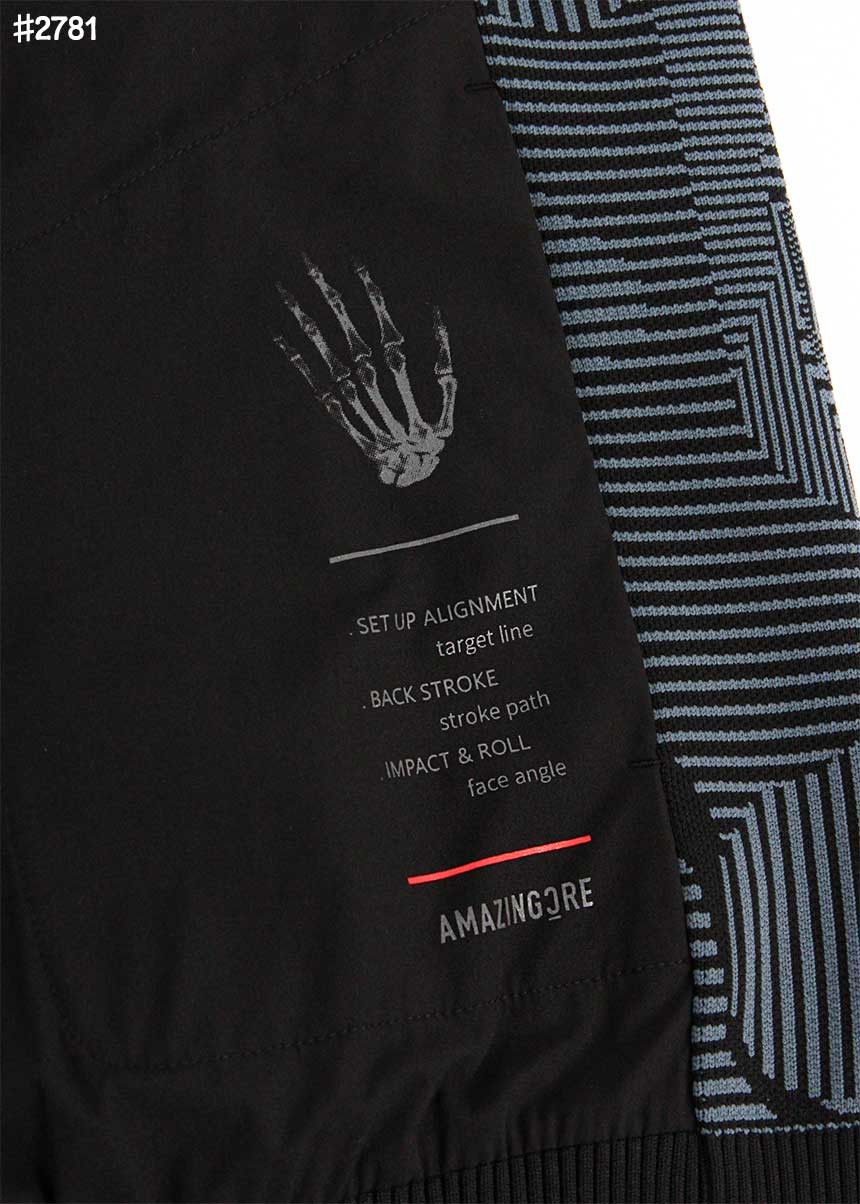 #2781
. SET UP ALIGNMENT
target line
. BACK STROKE
stroke path
. IMPACT & ROLL
face angle
AMAZINGCRE